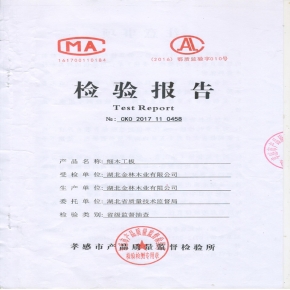 MA
AL
检 验 报 告
Test Report
№: QKO 2017 11 0458
产 品 名 称: 细木工板
受 检 单 位: 湖北金林木业有限公司
生 产 单 位: 湖北金林木业有限公司
委 托 单 位: 湖北省质量技术监督局
检 验 类 别: 省级监督抽查
孝感市产品质量监督检验所